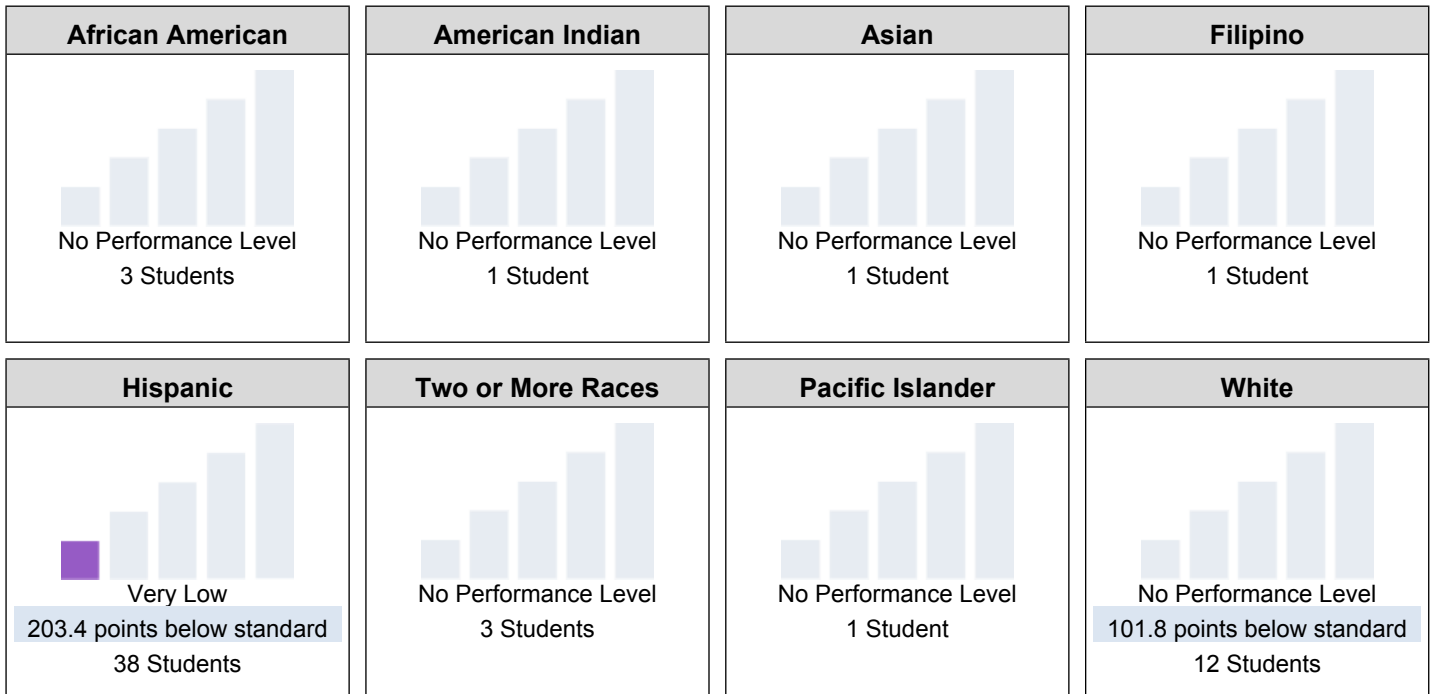 African American
No Performance Level
3 Students
American Indian
No Performance Level
1 Student
Asian
No Performance Level
1 Student
Filipino
No Performance Level
1 Student
Hispanic
Very Low
203.4 points below standard
38 Students
Two or More Races
No Performance Level
3 Students
Pacific Islander
No Performance Level
1 Student
White
No Performance Level
101.8 points below standard
12 Students